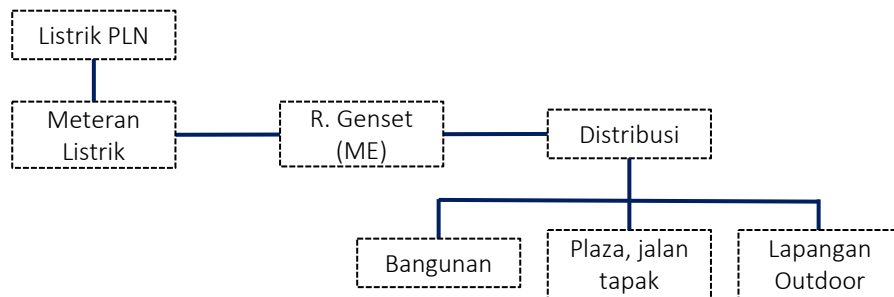 Listrik PLN
Meteran
Listrik
R. Genset
(ME)
Distribusi
Bangunan
Plaza, jalan
tapak
Lapangan
Outdoor